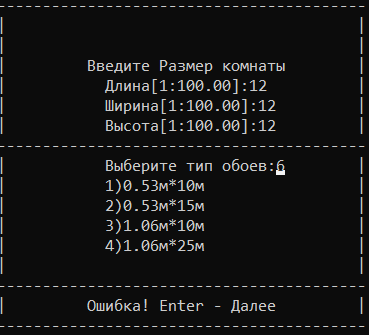 Введите Размер комнаты
Длина[1:100.00]:12
Ширина[1:100.00]:12
Высота[1:100.00]:12
Выберите тип обоев:6
1)0.53м*10м
2)0.53м*15м
3)1.06м*10м
4)1.06м*25м
Ошибка! Enter - Далее